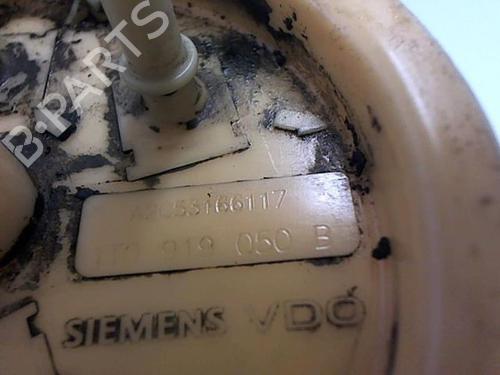 B-PARTS
A2C53166117
1T0 919 050 B
SIEMENS VDO